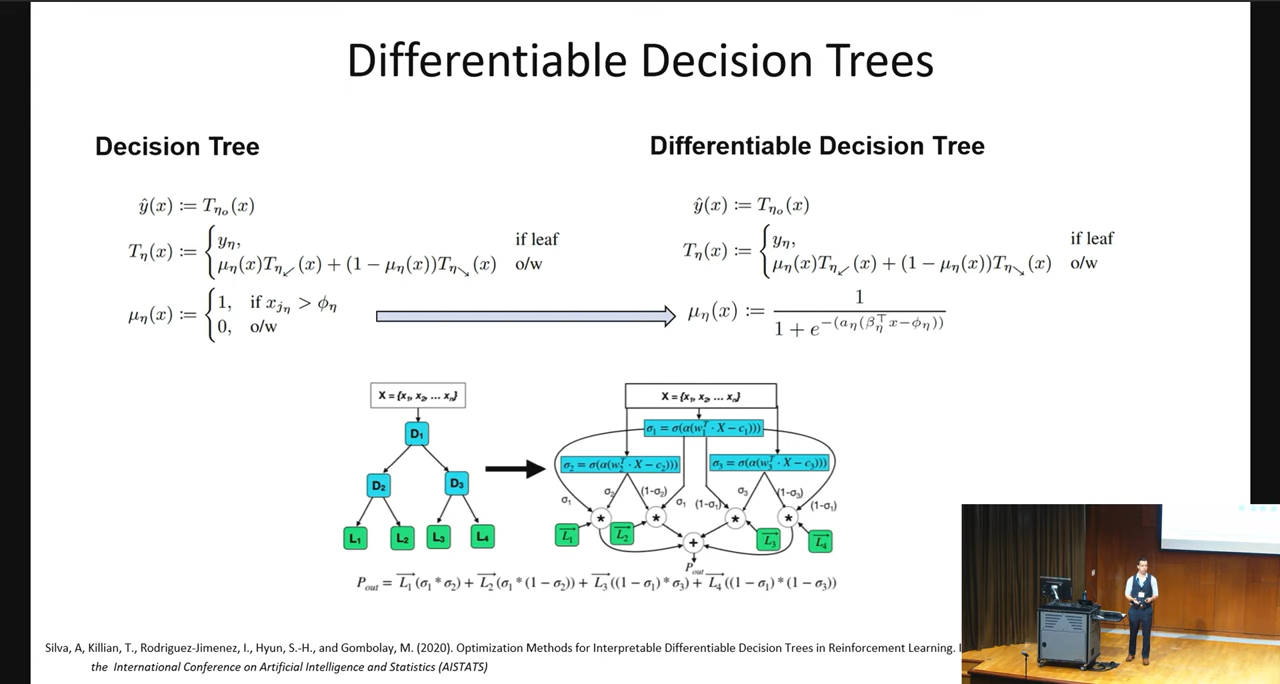 Differentiable Decision Trees
Decision Tree
ŷ(x) := T_{η_o}(x)
T_η(x) := { y_η, if leaf
μ_η(x)T_{η↙}(x) + (1 − μ_η(x))T_{η↘}(x) o/w
μ_η(x) := { 1, if x_{j_η} > ϕ_η
0, o/w
Differentiable Decision Tree
ŷ(x) := T_{η_o}(x)
T_η(x) := { y_η, if leaf
μ_η(x)T_{η↙}(x) + (1 − μ_η(x))T_{η↘}(x) o/w
μ_η(x) := 1 / (1 + e^{−(a_η(β_η^⊤ x−ϕ_η))})
X = {x₁, x₂, ... xₙ}
D₁
D₂ D₃
L₁ L₂ L₃ L₄
X = {x₁, x₂, ... xₙ}
σ₁ = σ(α(w₁ᵀ · X − c₁)))
σ₂ = σ(α(w₂ᵀ · X − c₂))) σ₃ = σ(α(w₃ᵀ · X − c₃)))
σ₁ σ₂ (1-σ₂) σ₁ (1-σ₁) σ₃ (1-σ₃) (1-σ₁)
* * * *
L₁ L₂ + L₃ L₄
P_out
P_out = L₁(σ₁ * σ₂) + L₂(σ₁ * (1 − σ₂)) + L₃((1 − σ₁) * σ₃) + L₄((1 − σ₁) * (1 − σ₃))
Silva, A, Killian, T., Rodriguez-Jimenez, I., Hyun, S.-H., and Gombolay, M. (2020). Optimization Methods for Interpretable Differentiable Decision Trees in Reinforcement Learning.
the International Conference on Artificial Intelligence and Statistics (AISTATS)